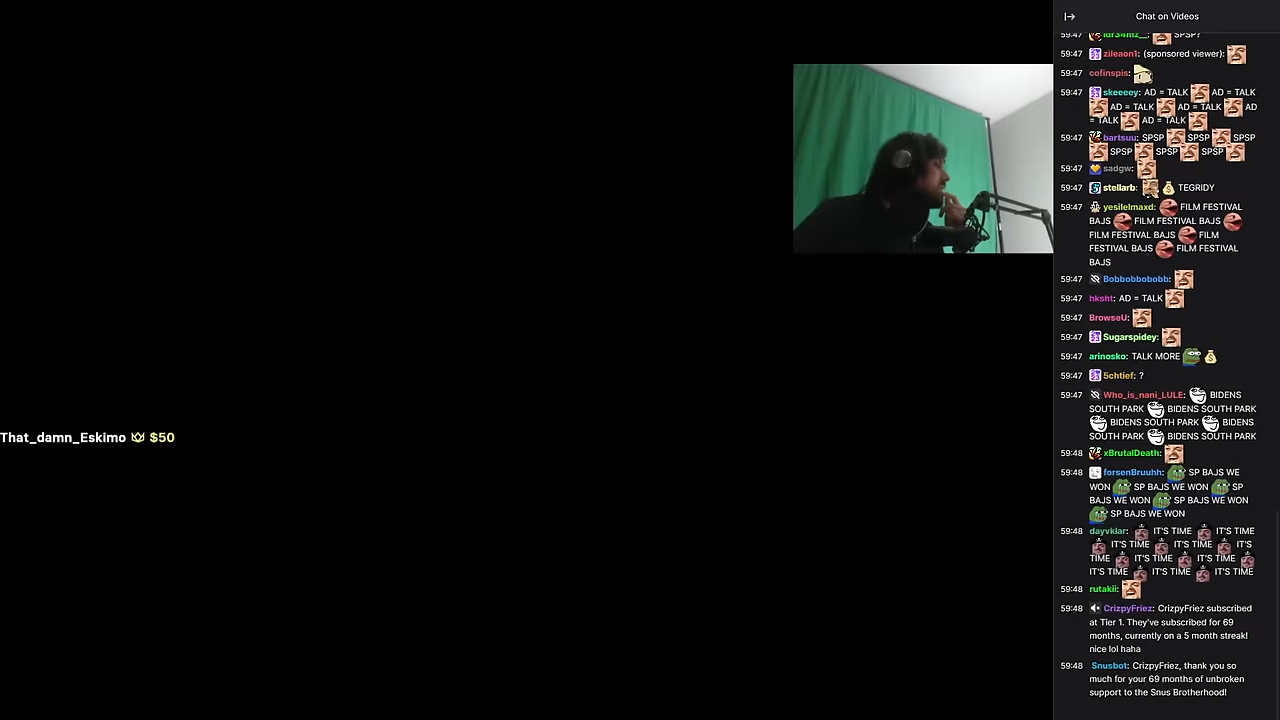 Chat on Videos
59:47 idr34mz__: SPSP?
59:47 zileaon1: (sponsored viewer):
cofinspis:
59:47
59:47 skeeeey: AD = TALK AD = TALK
AD = TALK AD = TALK AD
= TALK AD = TALK
59:47 bartsuu: SPSP SPSP SPSP
SPSP SPSP SPSP
59:47 sadgw:
59:47 stellarb: TEGRIDY
59:47 yesilelmaxd: FILM FESTIVAL
BAJS FILM FESTIVAL BAJS
FILM FESTIVAL BAJS FILM
FESTIVAL BAJS FILM FESTIVAL
BAJS
59:47 Bobbobbobobb:
59:47 hksht: AD = TALK
59:47 BrowseU:
59:47 Sugarspidey:
59:47 arinosko: TALK MORE
59:47 5chtief: ?
59:47 Who_is_nani_LULE: BIDENS
SOUTH PARK BIDENS SOUTH PARK
BIDENS SOUTH PARK BIDENS
SOUTH PARK BIDENS SOUTH PARK
That_damn_Eskimo $50
59:48 xBrutalDeath:
59:48 forsenBruuhh: SP BAJS WE
WON SP BAJS WE WON SP
BAJS WE WON SP BAJS WE WON
SP BAJS WE WON
59:48 dayvklar: IT'S TIME IT'S TIME
IT'S TIME IT'S TIME IT'S
TIME IT'S TIME IT'S TIME
IT'S TIME IT'S TIME IT'S TIME
59:48 rutakii:
59:48 CrizpyFriez: CrizpyFriez subscribed
at Tier 1. They've subscribed for 69
months, currently on a 5 month streak!
nice lol haha
59:48 Snusbot: CrizpyFriez, thank you so
much for your 69 months of unbroken
support to the Snus Brotherhood!